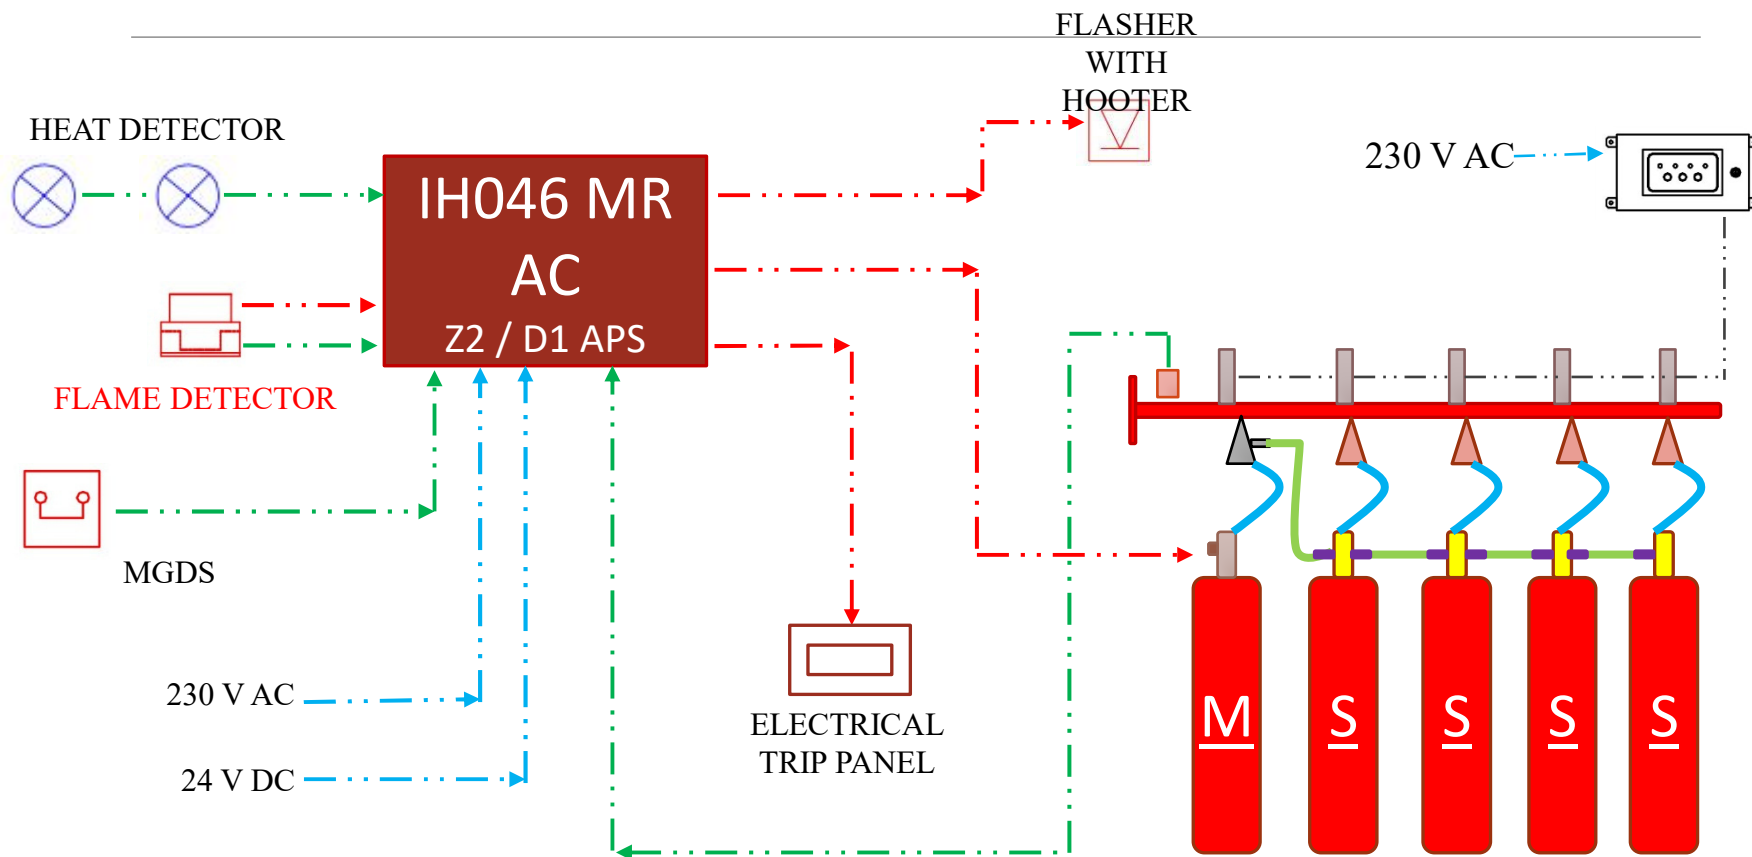 FLASHER
WITH
HOOTER
HEAT DETECTOR
230 V AC
IH046 MR
AC
Z2 / D1 APS
FLAME DETECTOR
MGDS
230 V AC
24 V DC
ELECTRICAL
TRIP PANEL
M
S
S
S
S